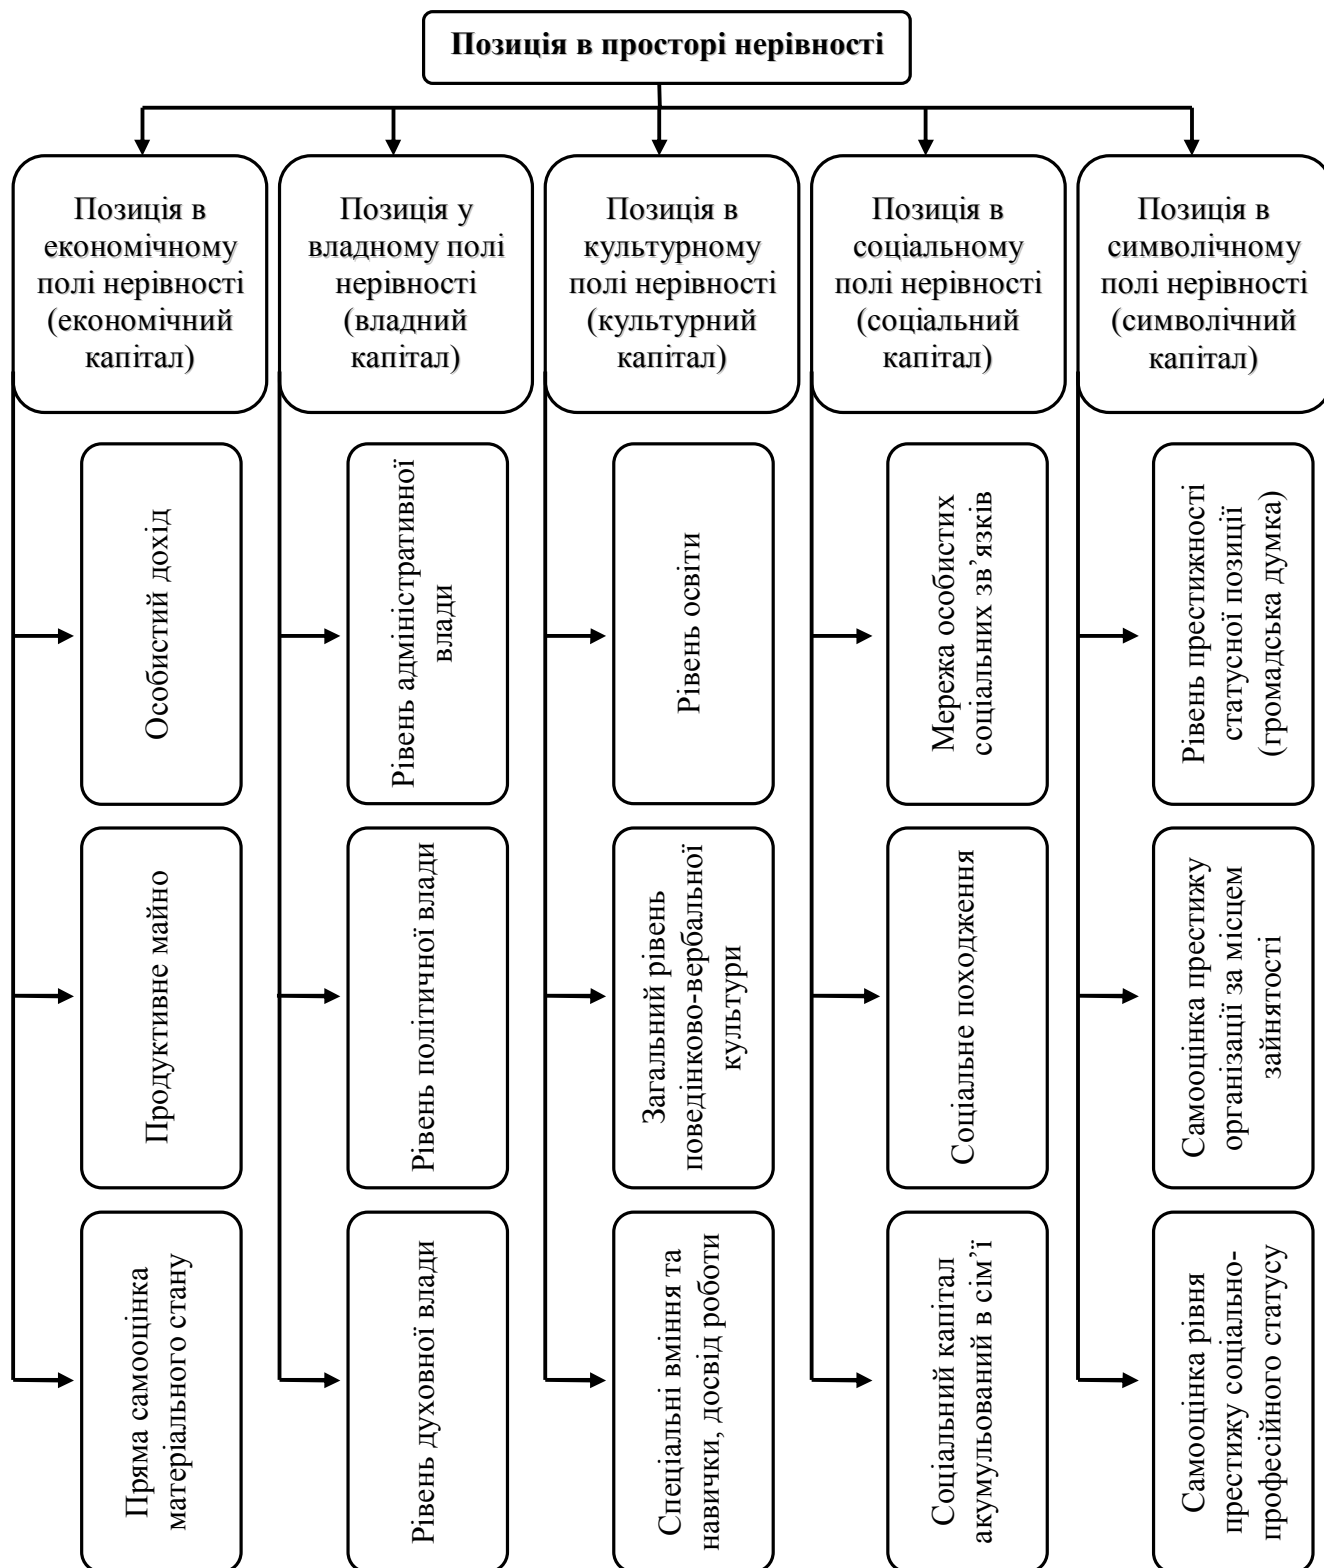 Позиція в просторі нерівності
Позиція в
економічному
полі нерівності
(економічний
капітал)
Позиція у
владному полі
нерівності
(владний
капітал)
Позиція в
культурному
полі нерівності
(культурний
капітал)
Позиція в
соціальному
полі нерівності
(соціальний
капітал)
Позиція в
символічному
полі нерівності
(символічний
капітал)
Особистий дохід
Рівень адміністративної
влади
Рівень освіти
Мережа особистих
соціальних зв’язків
Рівень престижності
статусної позиції
(громадська думка)
Продуктивне майно
Рівень політичної влади
Загальний рівень
поведінково-вербальної
культури
Соціальне походження
Самооцінка престижу
організації за місцем
зайнятості
Пряма самооцінка
матеріального стану
Рівень духовної влади
Спеціальні вміння та
навички, досвід роботи
Соціальний капітал
акумульований в сім’ї
Самооцінка рівня
престижу соціально-
професійного статусу